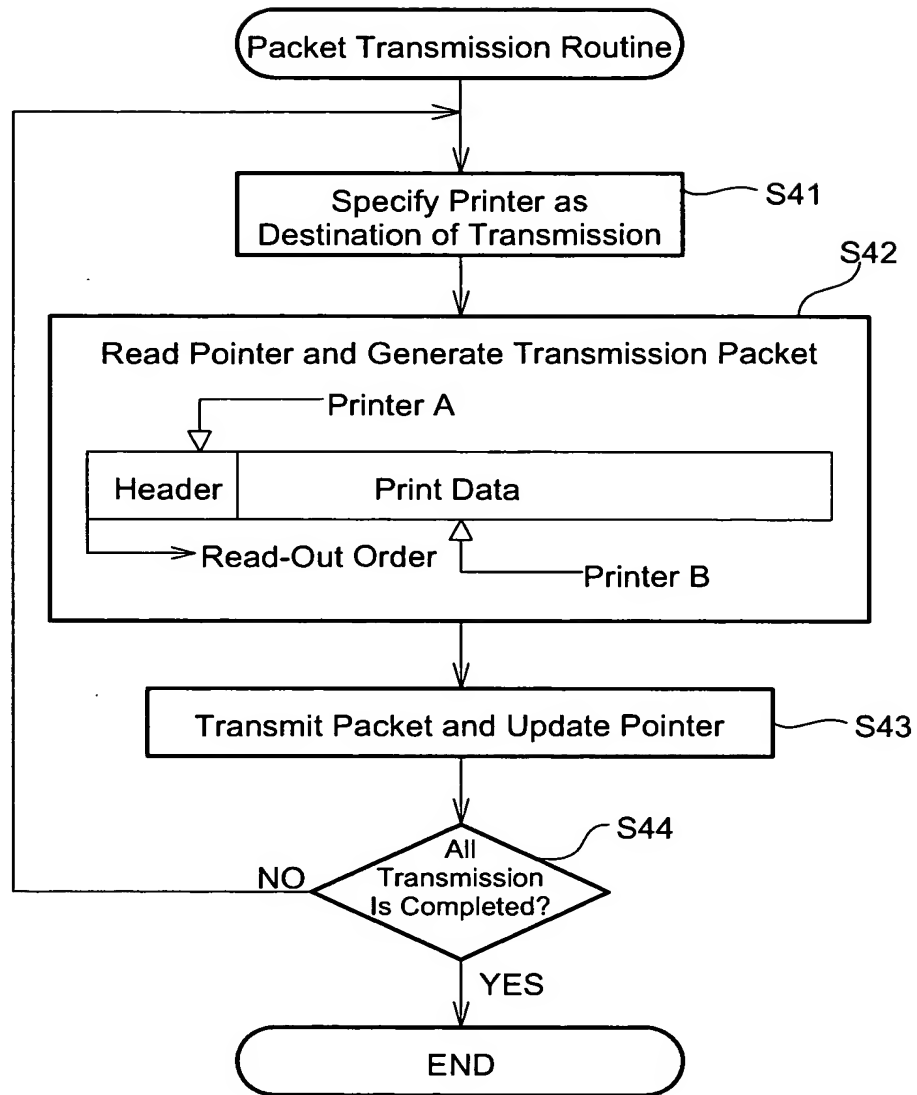 Packet Transmission Routine
S41
Specify Printer as
Destination of Transmission
S42
Read Pointer and Generate Transmission Packet
Printer A
Header
Print Data
Read-Out Order
Printer B
Transmit Packet and Update Pointer
S43
S44
All
Transmission
Is Completed?
NO
YES
END